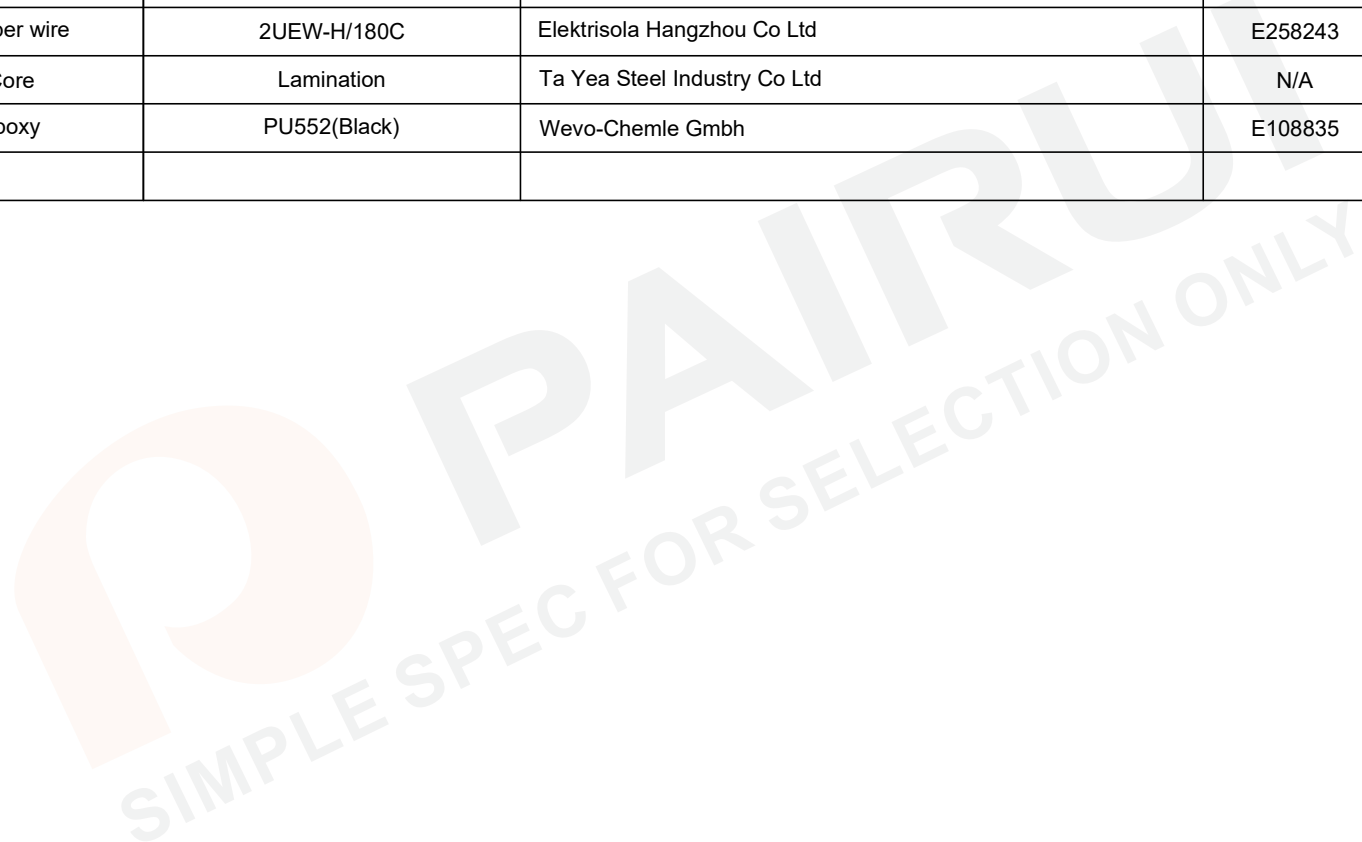 per wire 2UEW-H/180C Elektrisola Hangzhou Co Ltd E258243
Core Lamination Ta Yea Steel Industry Co Ltd N/A
poxy PU552(Black) Wevo-Chemle Gmbh E108835
PAIRUI
SIMPLE SPEC FOR SELECTION ONLY